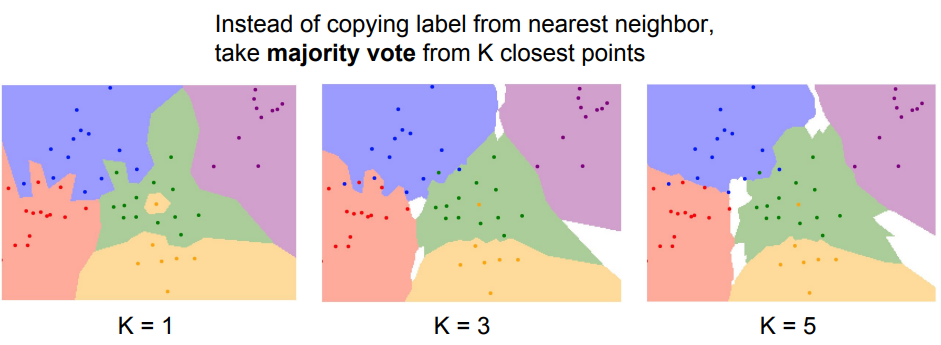 Instead of copying label from nearest neighbor,
take majority vote from K closest points
K = 1
K = 3
K = 5